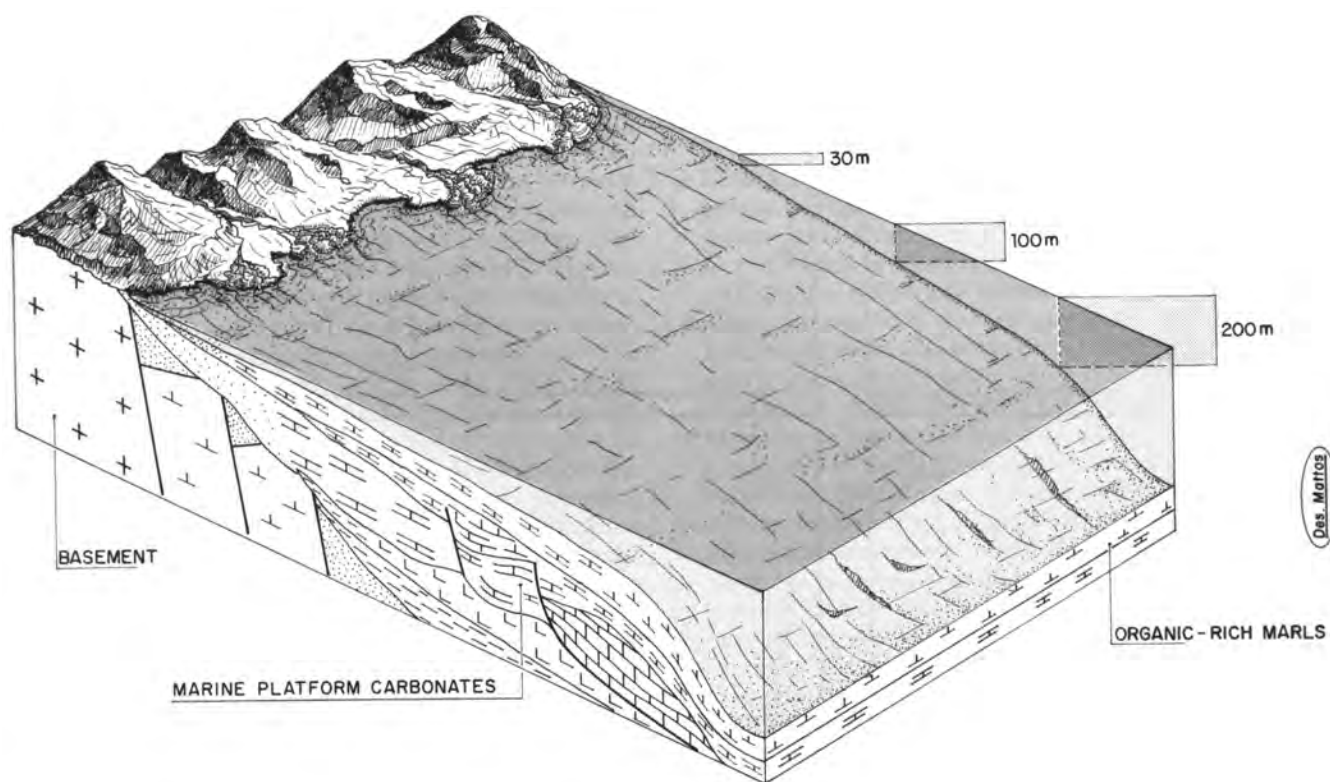 30m
100m
200m
Des. Mattos
BASEMENT
ORGANIC-RICH MARLS
MARINE PLATFORM CARBONATES